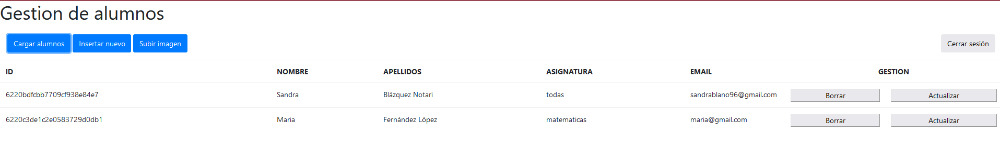 Gestion de alumnos
Cargar alumnos Insertar nuevo Subir imagen Cerrar sesión
ID NOMBRE APELLIDOS ASIGNATURA EMAIL GESTION
6220bdfcbb7709cf938e84e7 Sandra Blázquez Notari todas sandrablano96@gmail.com Borrar Actualizar
6220c3de1c2e0583729d0db1 Maria Fernández López matematicas maria@gmail.com Borrar Actualizar